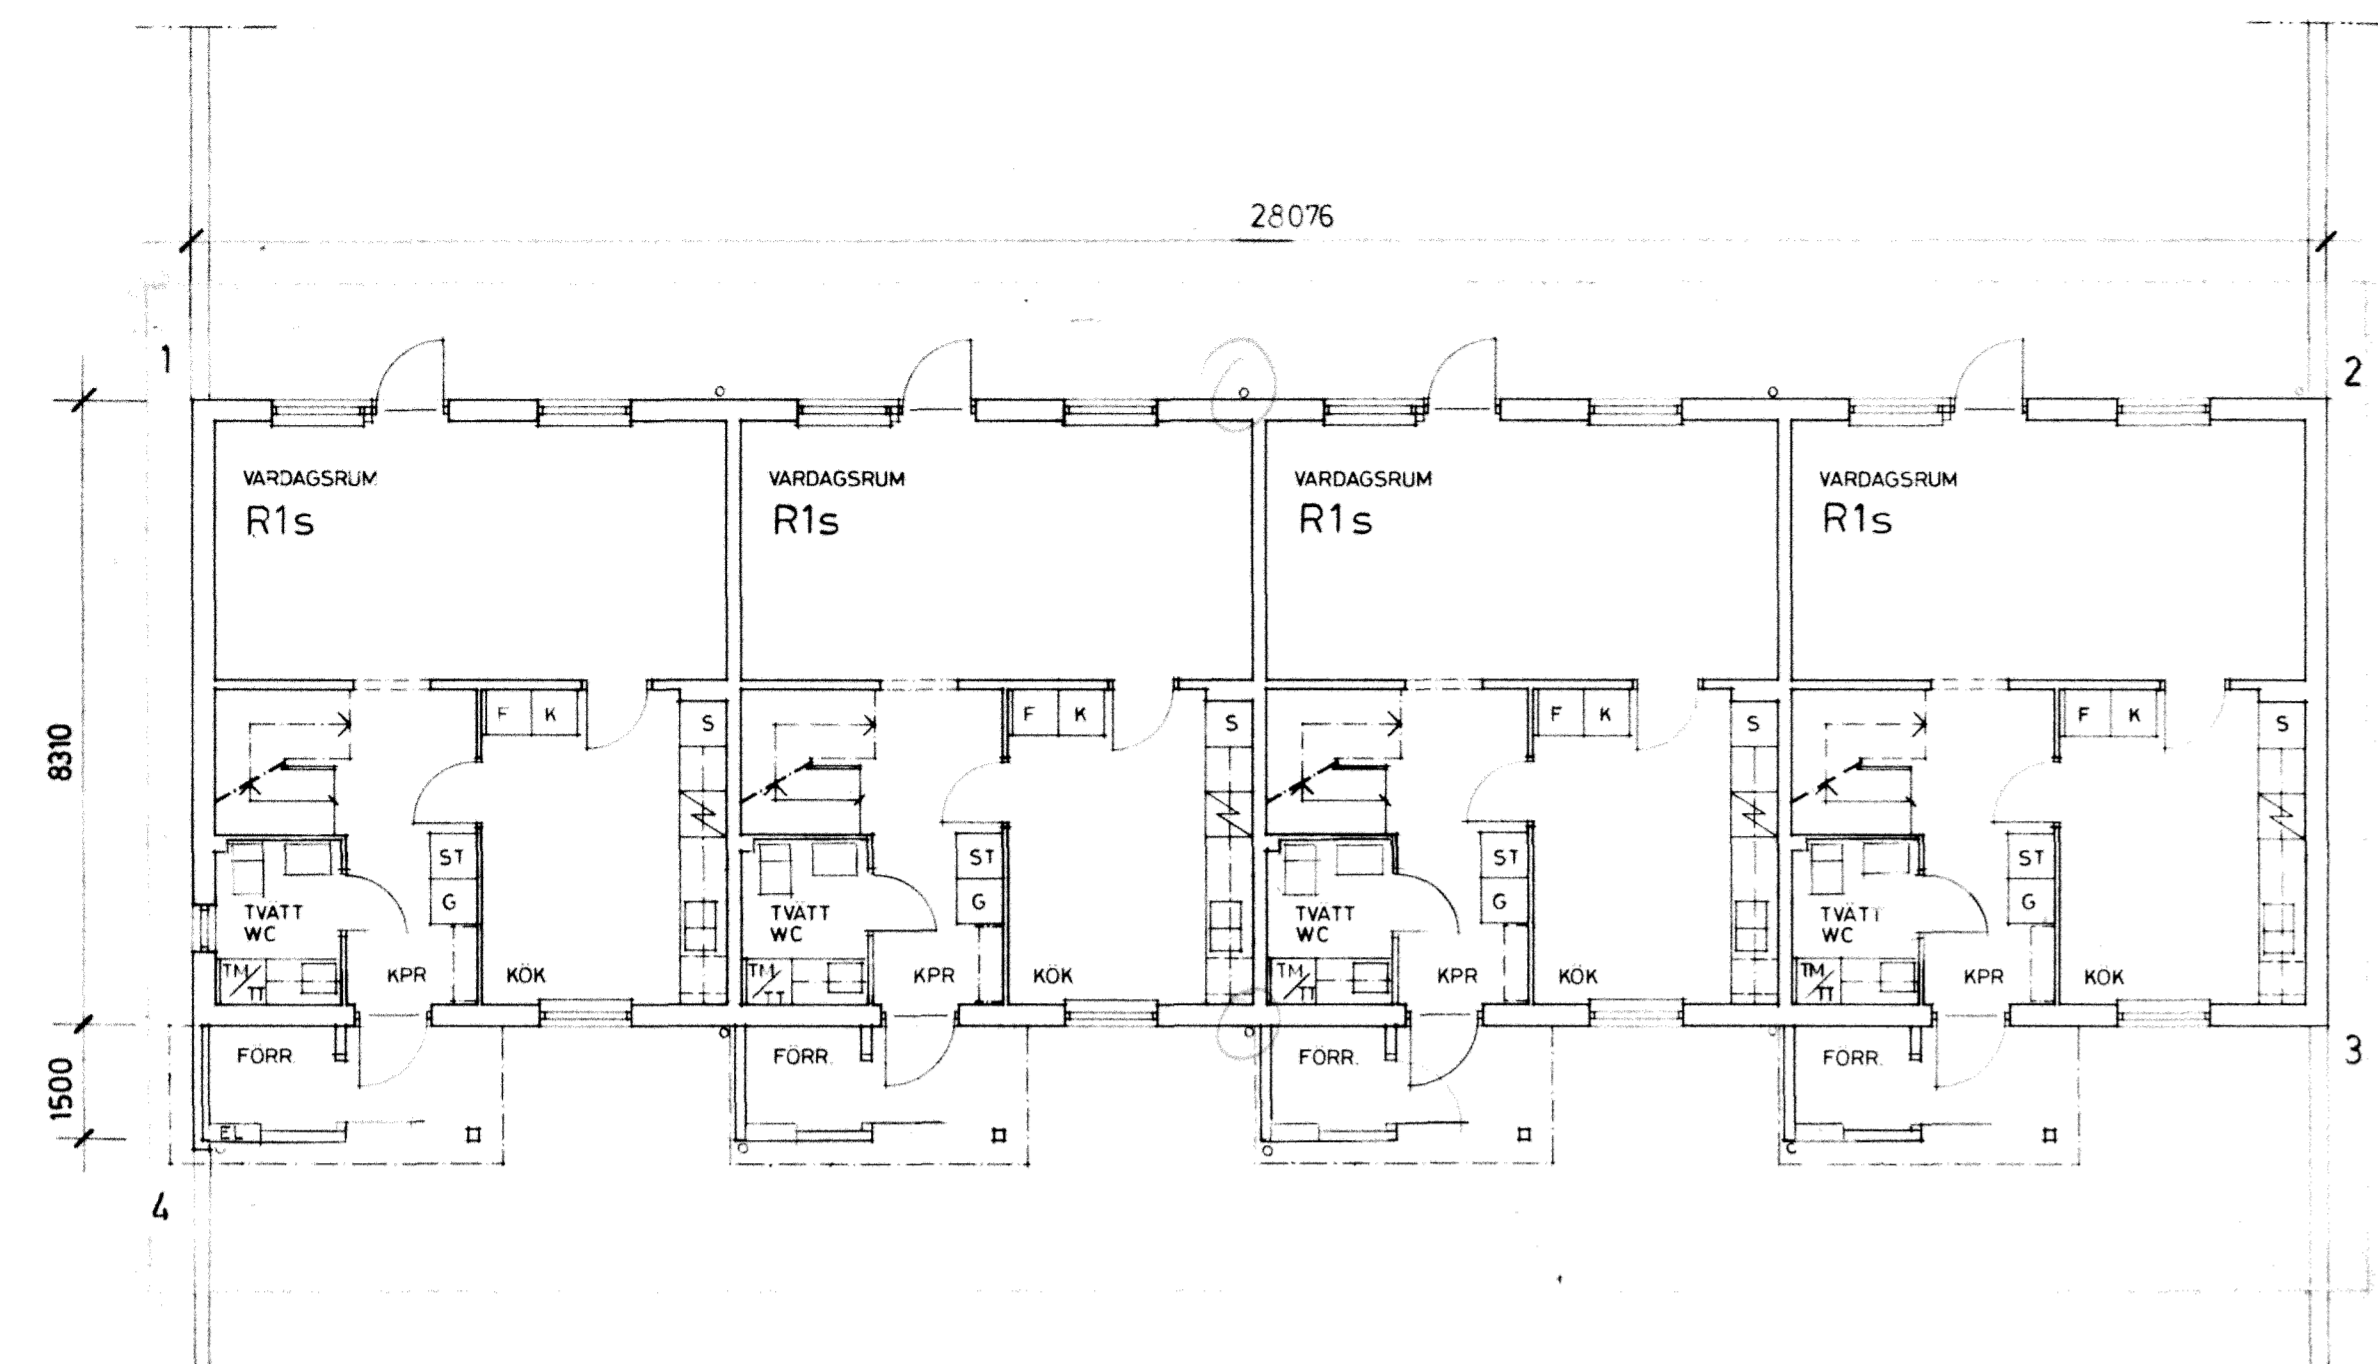 28076
1
2
VARDAGSRUM
R1s
VARDAGSRUM
R1s
VARDAGSRUM
R1s
VARDAGSRUM
R1s
8310
F K
S
F K
S
F K
S
F K
S
ST
G
ST
G
ST
G
ST
G
TVÄTT
WC
TVÄTT
WC
TVÄTT
WC
TVÄTT
WC
TM/TT
KPR
KÖK
TM/TT
KPR
KÖK
TM/TT
KPR
KÖK
TM/TT
KPR
KÖK
FÖRR.
FÖRR.
FÖRR.
FÖRR.
3
1500
EL
4